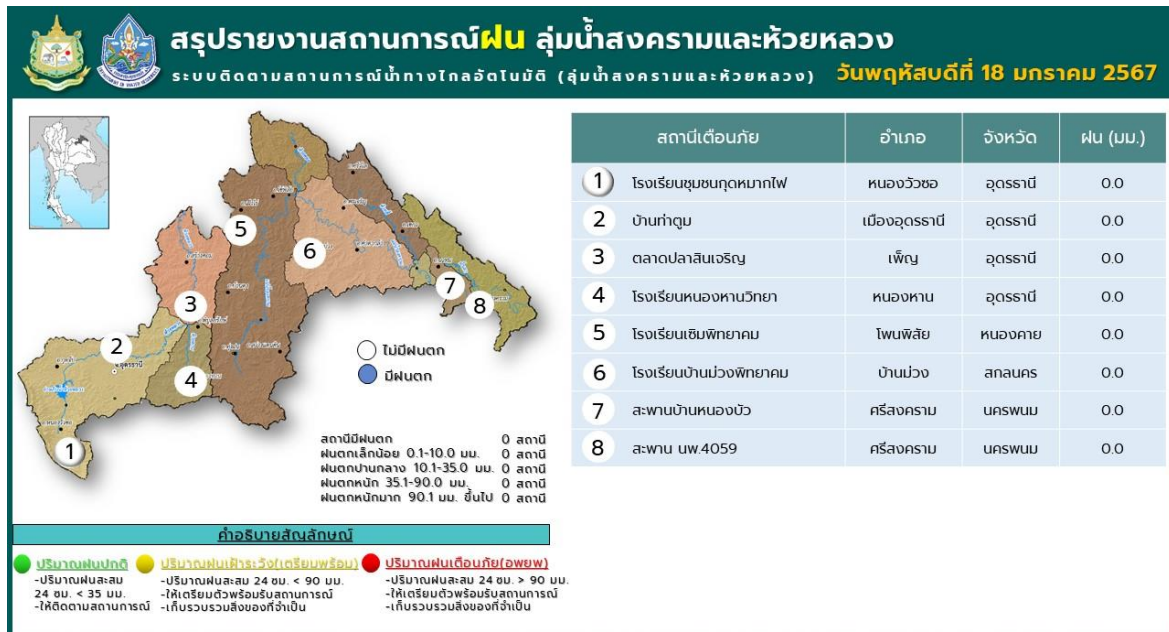 สรุปรายงานสถานการณ์ฝน ลุ่มน้ำสงครามและห้วยหลวง
ระบบติดตามสถานการณ์น้ำทางไกลอัตโนมัติ (ลุ่มน้ำสงครามและห้วยหลวง) วันพฤหัสบดีที่ 18 มกราคม 2567
5
6
7
8
3
2
4
1
อุดรธานี
ไม่มีฝนตก
มีฝนตก
สถานีมีฝนตก 0 สถานี
ฝนตกเล็กน้อย 0.1-10.0 มม. 0 สถานี
ฝนตกปานกลาง 10.1-35.0 มม. 0 สถานี
ฝนตกหนัก 35.1-90.0 มม. 0 สถานี
ฝนตกหนักมาก 90.1 มม. ขึ้นไป 0 สถานี
สถานีเตือนภัย อำเภอ จังหวัด ฝน (มม.)
1 โรงเรียนชุมชนกุดหมากไฟ หนองวัวซอ อุดรธานี 0.0
2 บ้านท่าตูม เมืองอุดรธานี อุดรธานี 0.0
3 ตลาดปลาสินเจริญ เพ็ญ อุดรธานี 0.0
4 โรงเรียนหนองหานวิทยา หนองหาน อุดรธานี 0.0
5 โรงเรียนเซิมพิทยาคม โพนพิสัย หนองคาย 0.0
6 โรงเรียนบ้านม่วงพิทยาคม บ้านม่วง สกลนคร 0.0
7 สะพานบ้านหนองบัว ศรีสงคราม นครพนม 0.0
8 สะพาน นพ.4059 ศรีสงคราม นครพนม 0.0
คำอธิบายสัญลักษณ์
ปริมาณฝนปกติ
-ปริมาณฝนสะสม
24 ชม. < 35 มม.
-ให้ติดตามสถานการณ์
ปริมาณฝนเฝ้าระวัง(เตรียมพร้อม)
-ปริมาณฝนสะสม 24 ชม. < 90 มม.
-ให้เตรียมตัวพร้อมรับสถานการณ์
-เก็บรวบรวมสิ่งของที่จำเป็น
ปริมาณฝนเตือนภัย(อพยพ)
-ปริมาณฝนสะสม 24 ชม. > 90 มม.
-ให้เตรียมตัวพร้อมรับสถานการณ์
-เก็บรวบรวมสิ่งของที่จำเป็น